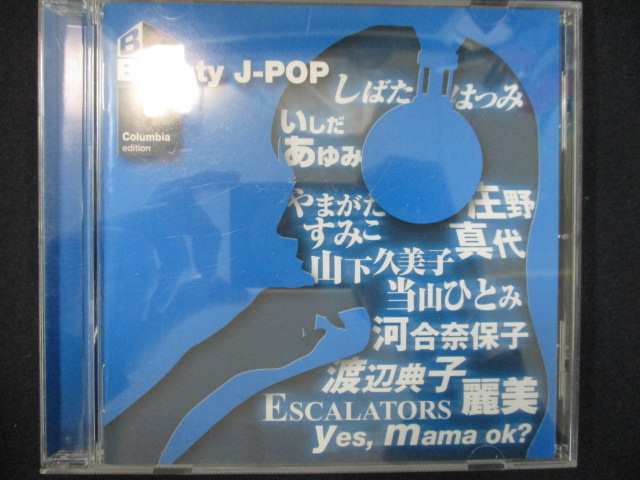 J-POP
Columbia
edition
しばた はつみ
いしだ
あゆみ
やまがた
すみこ
庄野
真代
山下久美子
当山ひとみ
河合奈保子
渡辺典子
ESCALATORS
麗美
yes, mama ok?